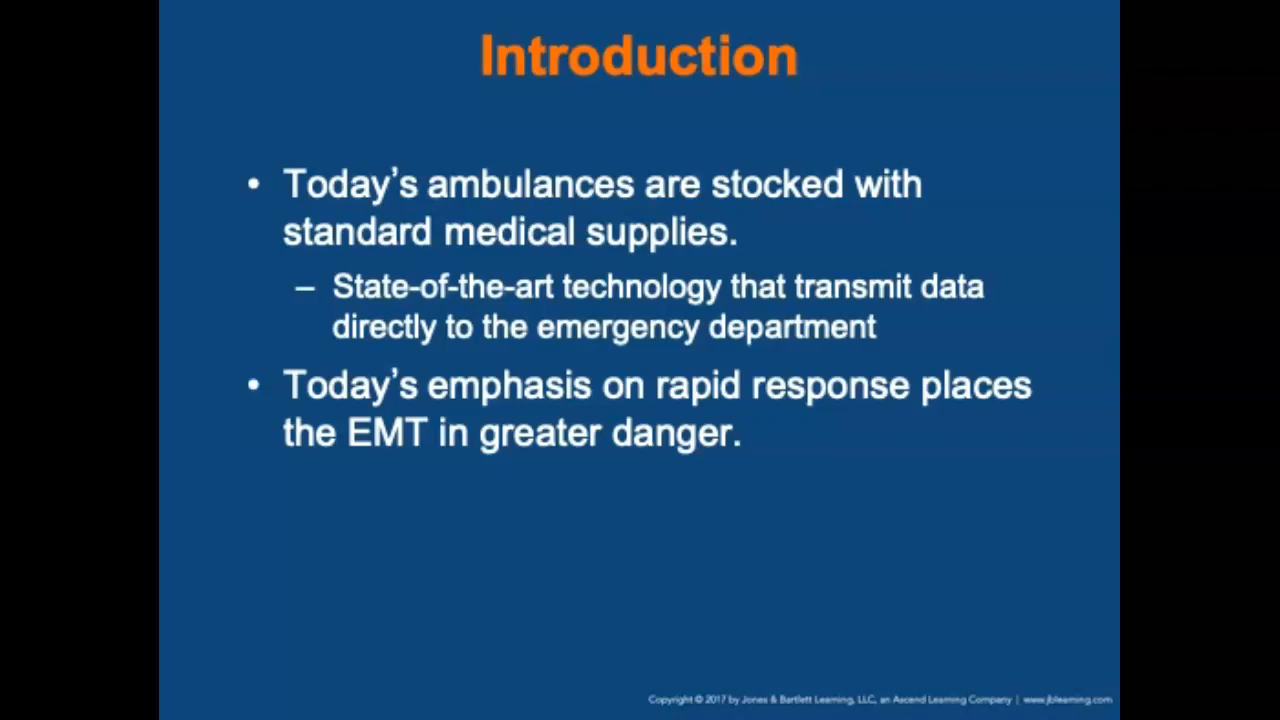 Introduction
• Today’s ambulances are stocked with
standard medical supplies.
– State-of-the-art technology that transmit data
directly to the emergency department
• Today’s emphasis on rapid response places
the EMT in greater danger.
Copyright © 2017 by Jones & Bartlett Learning, LLC, an Ascend Learning Company | www.jblearning.com